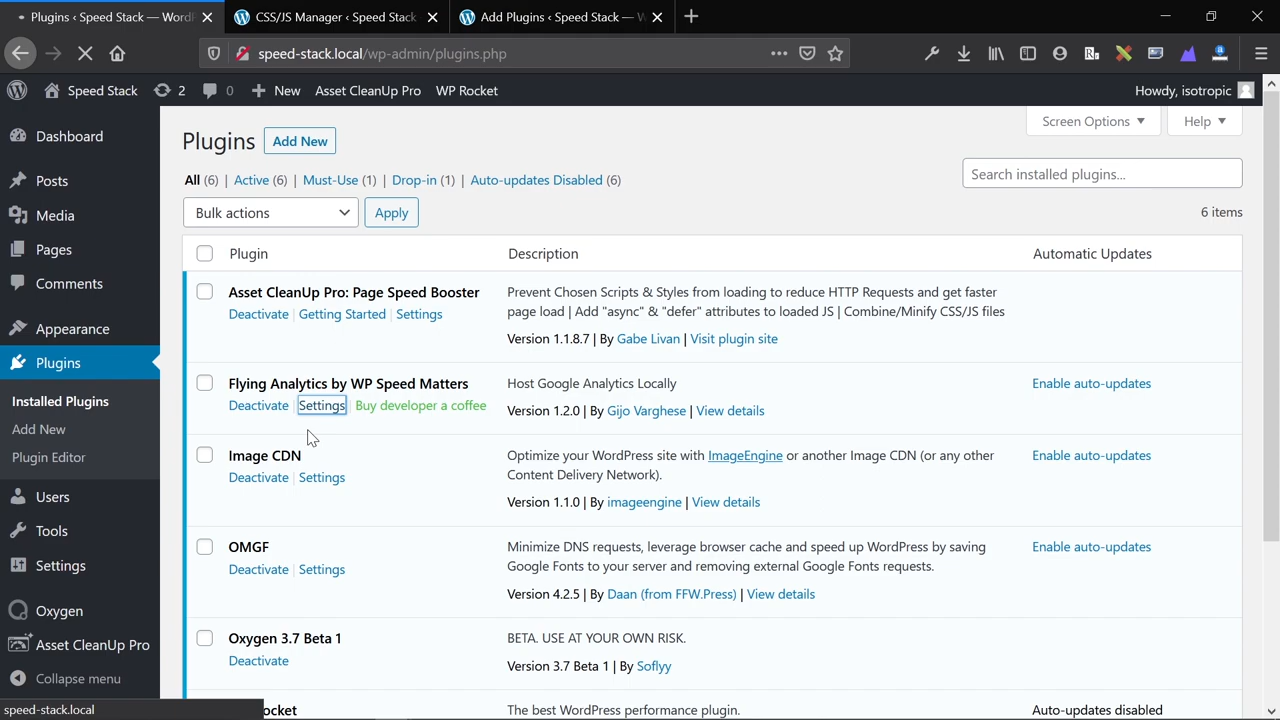 Plugins ‹ Speed Stack — Word
CSS/JS Manager ‹ Speed Stack
Add Plugins ‹ Speed Stack — W
speed-stack.local/wp-admin/plugins.php
Speed Stack 2 0 New Asset CleanUp Pro WP Rocket Howdy, isotropic
Dashboard
Posts
Media
Pages
Comments
Appearance
Plugins
Installed Plugins
Add New
Plugin Editor
Users
Tools
Settings
Oxygen
Asset CleanUp Pro
Collapse menu
speed-stack.local
Screen Options Help
Plugins Add New
All (6) | Active (6) | Must-Use (1) | Drop-in (1) | Auto-updates Disabled (6)
Search installed plugins...
Bulk actions Apply
6 items
Plugin Description Automatic Updates
Asset CleanUp Pro: Page Speed Booster
Deactivate | Getting Started | Settings
Prevent Chosen Scripts & Styles from loading to reduce HTTP Requests and get faster
page load | Add "async" & "defer" attributes to loaded JS | Combine/Minify CSS/JS files
Version 1.1.8.7 | By Gabe Livan | Visit plugin site
Flying Analytics by WP Speed Matters
Deactivate | Settings | Buy developer a coffee
Host Google Analytics Locally
Version 1.2.0 | By Gijo Varghese | View details
Enable auto-updates
Image CDN
Deactivate | Settings
Optimize your WordPress site with ImageEngine or another Image CDN (or any other
Content Delivery Network).
Version 1.1.0 | By imageengine | View details
Enable auto-updates
OMGF
Deactivate | Settings
Minimize DNS requests, leverage browser cache and speed up WordPress by saving
Google Fonts to your server and removing external Google Fonts requests.
Version 4.2.5 | By Daan (from FFW.Press) | View details
Enable auto-updates
Oxygen 3.7 Beta 1
Deactivate
BETA. USE AT YOUR OWN RISK.
Version 3.7 Beta 1 | By Soflyy
ocket
The best WordPress performance plugin.
Auto-updates disabled